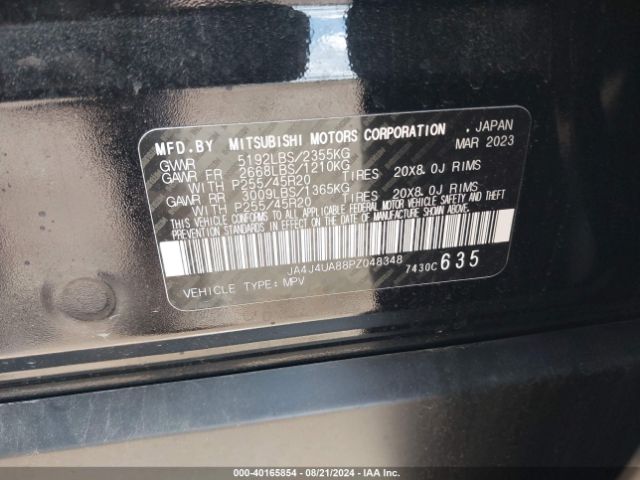 MFD.BY MITSUBISHI MOTORS CORPORATION . JAPAN
GVWR 5192LBS/2355KG MAR 2023
GAWR FR 2668LBS/1210KG
WITH P255/45R20 TIRES 20X8.0J RIMS
GAWR RR 3009LBS/1365KG
WITH P255/45R20 TIRES 20X8.0J RIMS
THIS VEHICLE CONFORMS TO ALL APPLICABLE FEDERAL MOTOR VEHICLE SAFETY
AND THEFT PREVENTION STANDARDS IN EFFECT ON THE DATE OF MANUFACTURE SHOWN ABOVE.
JA4J4UA88PZ048348
7430C 635
VEHICLE TYPE: MPV
000-40165854 | 08/21/2024 | IAA Inc.